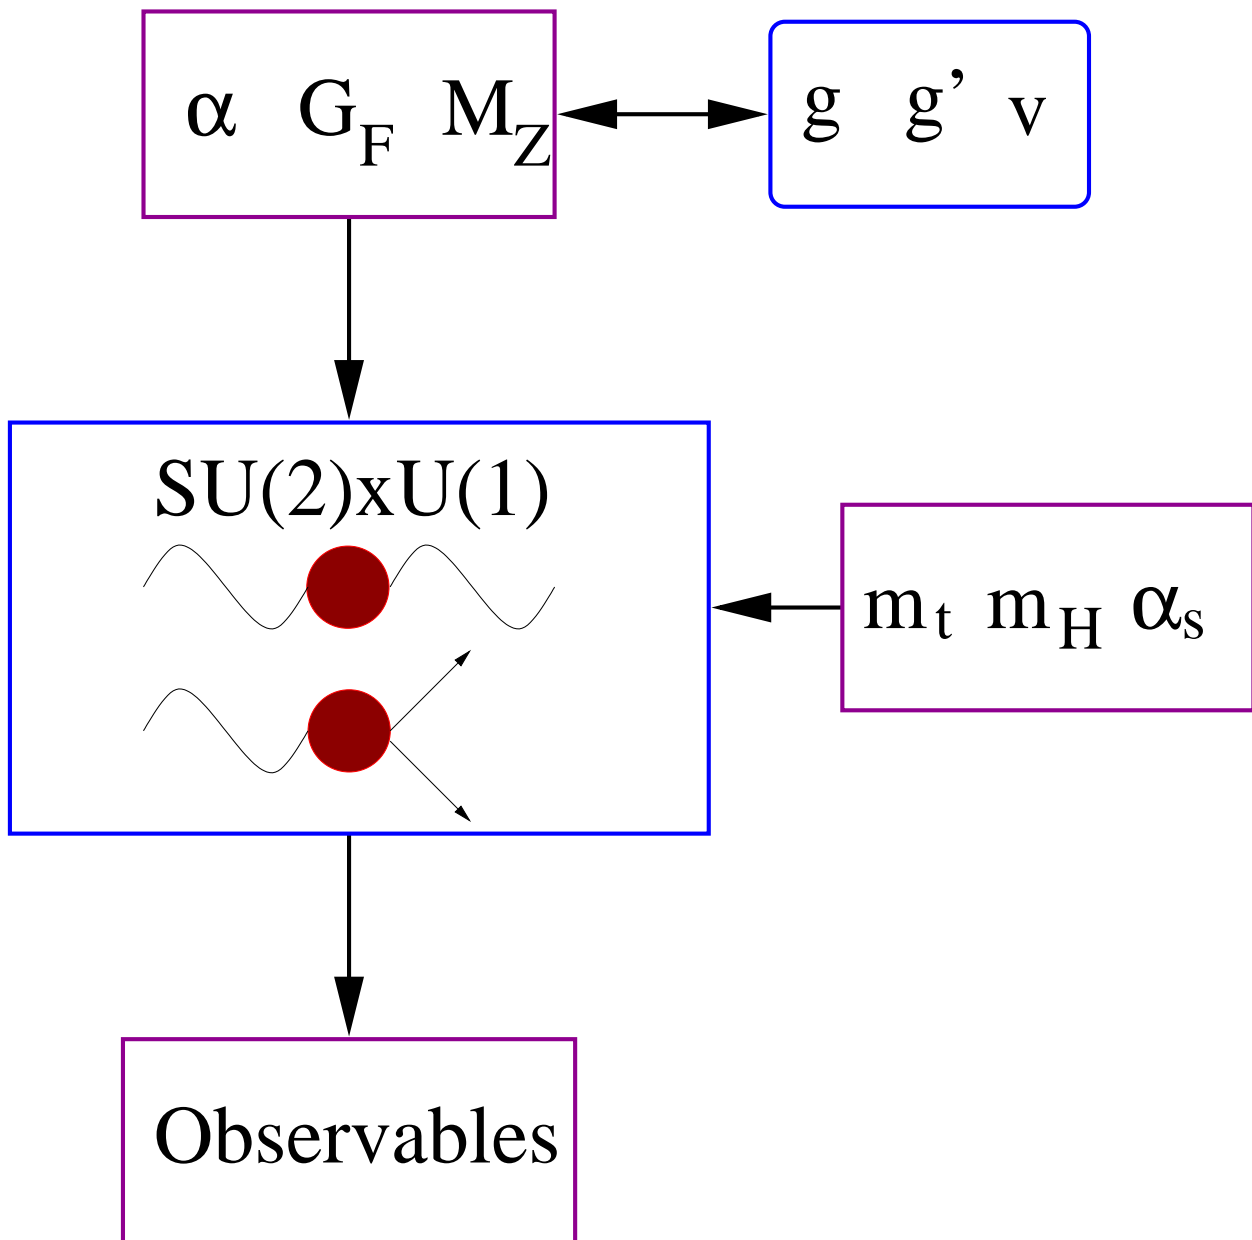 α G_F M_Z
g g' v
SU(2)xU(1)
m_t m_H α_s
Observables